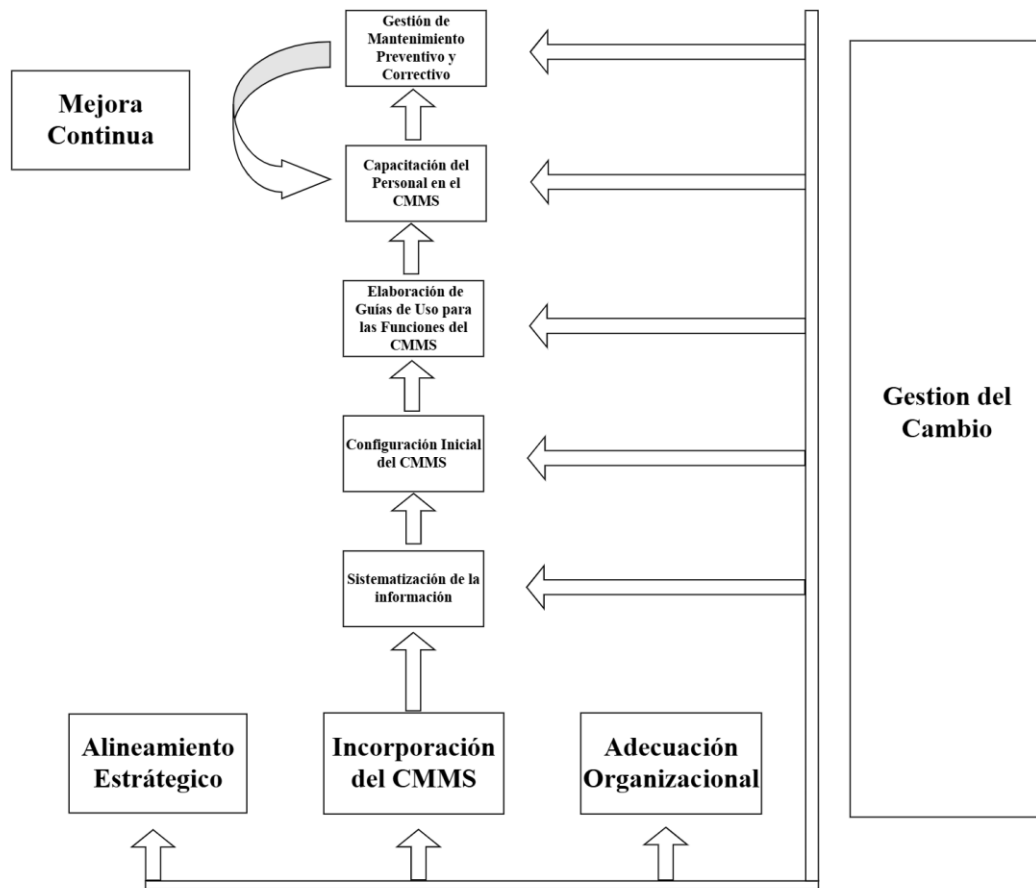 Gestión de
Mantenimiento
Preventivo y
Correctivo
Mejora
Continua
Capacitación del
Personal en el
CMMS
Elaboración de
Guías de Uso para
las Funciones del
CMMS
Gestion del
Cambio
Configuración Inicial
del CMMS
Sistematización de la
información
Alineamiento
Estrátegico
Incorporación
del CMMS
Adecuación
Organizacional